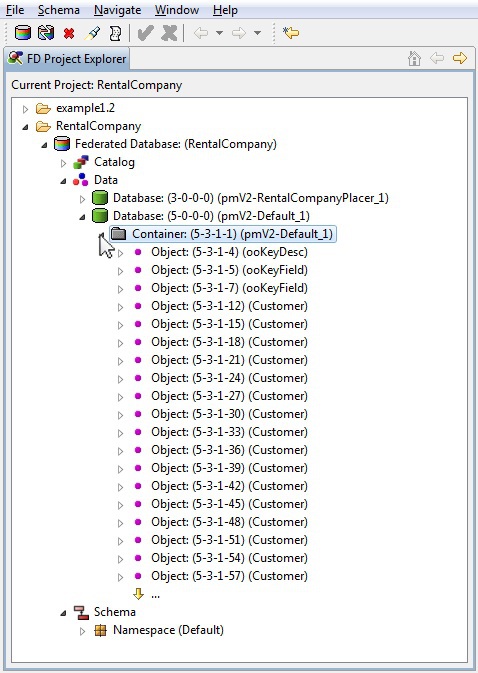 File Schema Navigate Window Help
FD Project Explorer
Current Project: RentalCompany
example1.2
RentalCompany
Federated Database: (RentalCompany)
Catalog
Data
Database: (3-0-0-0) (pmV2-RentalCompanyPlacer_1)
Database: (5-0-0-0) (pmV2-Default_1)
Container: (5-3-1-1) (pmV2-Default_1)
Object: (5-3-1-4) (ooKeyDesc)
Object: (5-3-1-5) (ooKeyField)
Object: (5-3-1-7) (ooKeyField)
Object: (5-3-1-12) (Customer)
Object: (5-3-1-15) (Customer)
Object: (5-3-1-18) (Customer)
Object: (5-3-1-21) (Customer)
Object: (5-3-1-24) (Customer)
Object: (5-3-1-27) (Customer)
Object: (5-3-1-30) (Customer)
Object: (5-3-1-33) (Customer)
Object: (5-3-1-36) (Customer)
Object: (5-3-1-39) (Customer)
Object: (5-3-1-42) (Customer)
Object: (5-3-1-45) (Customer)
Object: (5-3-1-48) (Customer)
Object: (5-3-1-51) (Customer)
Object: (5-3-1-54) (Customer)
Object: (5-3-1-57) (Customer)
...
Schema
Namespace (Default)